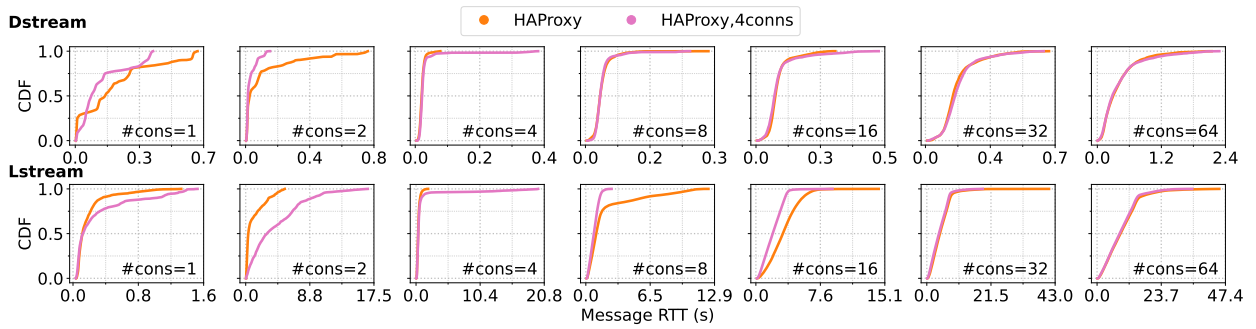 HAProxy HAProxy,4conns
Dstream
CDF
1.0
0.5
0.0
#cons=1 #cons=2 #cons=4 #cons=8 #cons=16 #cons=32 #cons=64
0.0 0.3 0.7 0.0 0.4 0.8 0.0 0.2 0.4 0.0 0.1 0.3 0.0 0.3 0.5 0.0 0.4 0.7 0.0 1.2 2.4
Lstream
CDF
1.0
0.5
0.0
#cons=1 #cons=2 #cons=4 #cons=8 #cons=16 #cons=32 #cons=64
0.0 0.8 1.6 0.0 8.8 17.5 0.0 10.4 20.8 0.0 6.5 12.9 0.0 7.6 15.1 0.0 21.5 43.0 0.0 23.7 47.4
Message RTT (s)